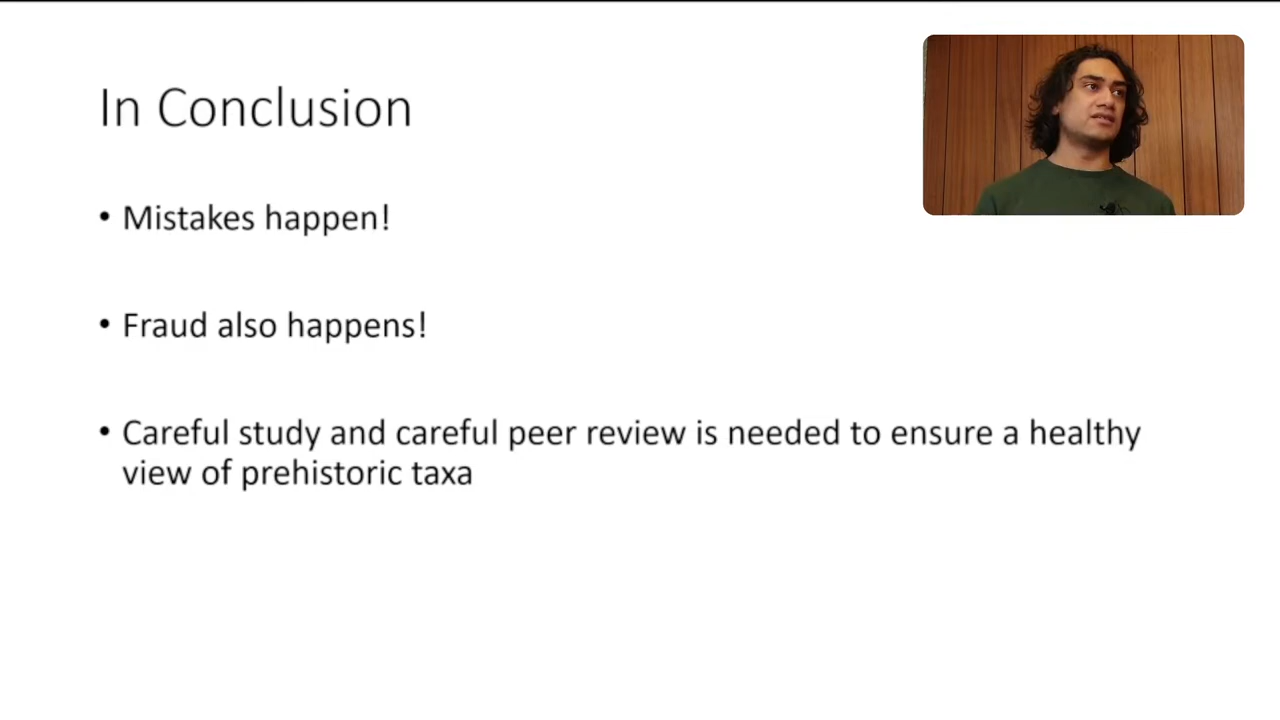 In Conclusion
• Mistakes happen!
• Fraud also happens!
• Careful study and careful peer review is needed to ensure a healthy
view of prehistoric taxa